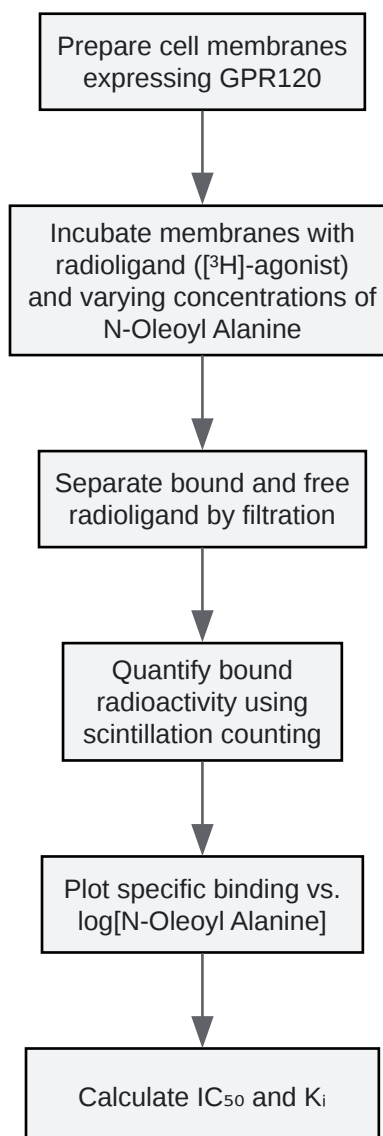 Prepare cell membranes
expressing GPR120
Incubate membranes with
radioligand ([³H]-agonist)
and varying concentrations of
N-Oleoyl Alanine
Separate bound and free
radioligand by filtration
Quantify bound
radioactivity using
scintillation counting
Plot specific binding vs.
log[N-Oleoyl Alanine]
Calculate IC₅₀ and Kᵢ